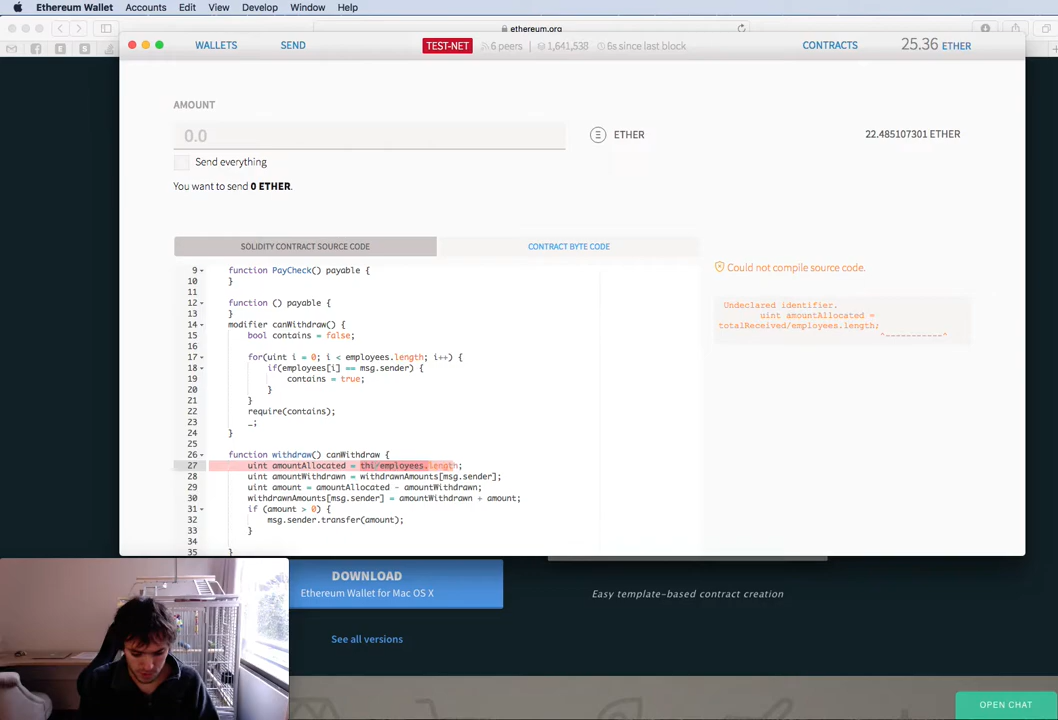 Ethereum Wallet Accounts Edit View Develop Window Help
ethereum.org
WALLETS SEND TEST-NET 6 peers | 1,641,538 6s since last block CONTRACTS 25.36 ETHER
AMOUNT
0.0 ETHER 22.485107301 ETHER
Send everything
You want to send 0 ETHER.
SOLIDITY CONTRACT SOURCE CODE CONTRACT BYTE CODE
9 function PayCheck() payable {
10 }
11
12 function () payable {
13 }
14 modifier canWithdraw() {
15 bool contains = false;
16
17 for(uint i = 0; i < employees.length; i++) {
18 if(employees[i] == msg.sender) {
19 contains = true;
20 }
21 }
22 require(contains);
23 _;
24 }
25
26 function withdraw() canWithdraw {
27 uint amountAllocated = employees.length;
28 uint amountWithdrawn = withdrawnAmounts[msg.sender];
29 uint amount = amountAllocated - amountWithdrawn;
30 withdrawnAmounts[msg.sender] = amountWithdrawn + amount;
31 if (amount > 0) {
32 msg.sender.transfer(amount);
33 }
34
35 }
Could not compile source code.
Undeclared identifier.
uint amountAllocated =
totalReceived/employees.length;
^-----------^
DOWNLOAD
Ethereum Wallet for Mac OS X
See all versions
Easy template-based contract creation
OPEN CHAT